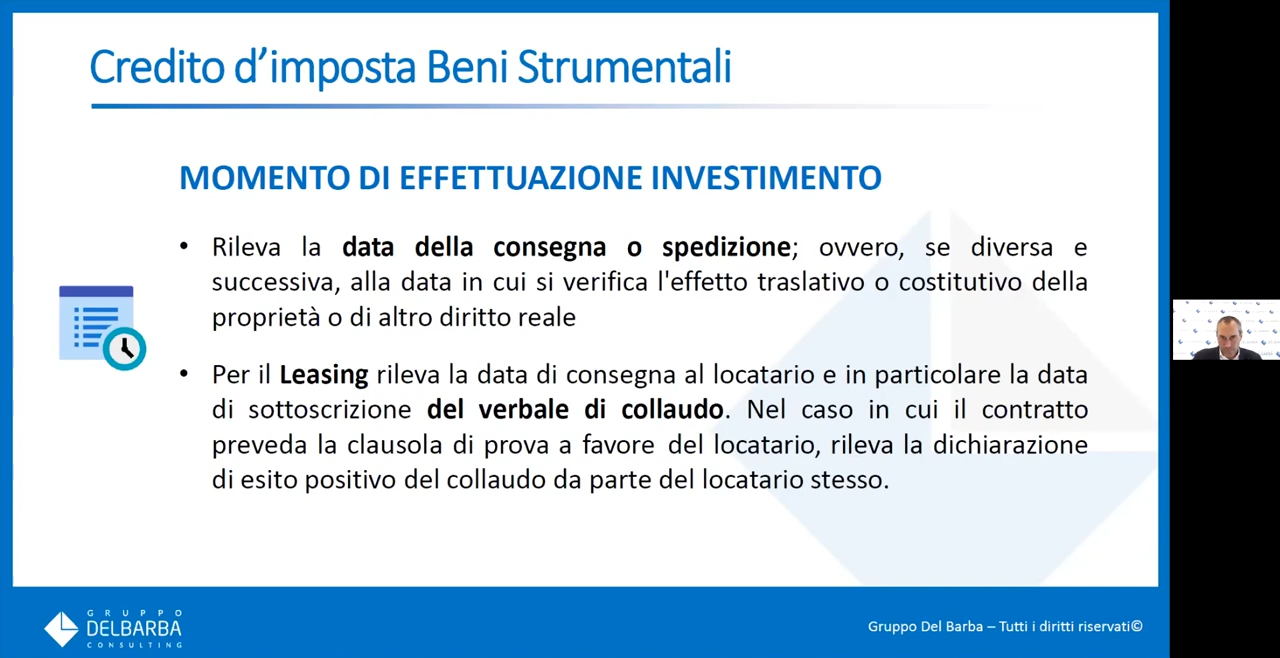 Credito d’imposta Beni Strumentali
MOMENTO DI EFFETTUAZIONE INVESTIMENTO
• Rileva la data della consegna o spedizione; ovvero, se diversa e
successiva, alla data in cui si verifica l'effetto traslativo o costitutivo della
proprietà o di altro diritto reale
• Per il Leasing rileva la data di consegna al locatario e in particolare la data
di sottoscrizione del verbale di collaudo. Nel caso in cui il contratto
preveda la clausola di prova a favore del locatario, rileva la dichiarazione
di esito positivo del collaudo da parte del locatario stesso.
GRUPPO
DELBARBA
CONSULTING
Gruppo Del Barba – Tutti i diritti riservati©